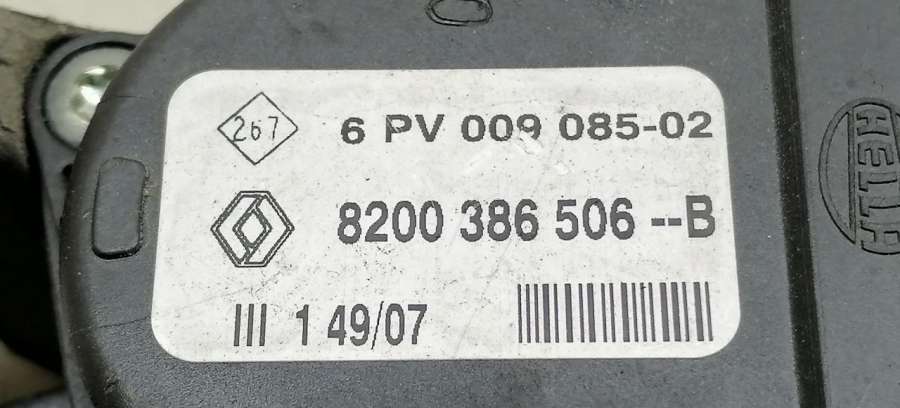 267 6 PV 009 085-02
8200 386 506 --B
III 1 49/07
HELLA